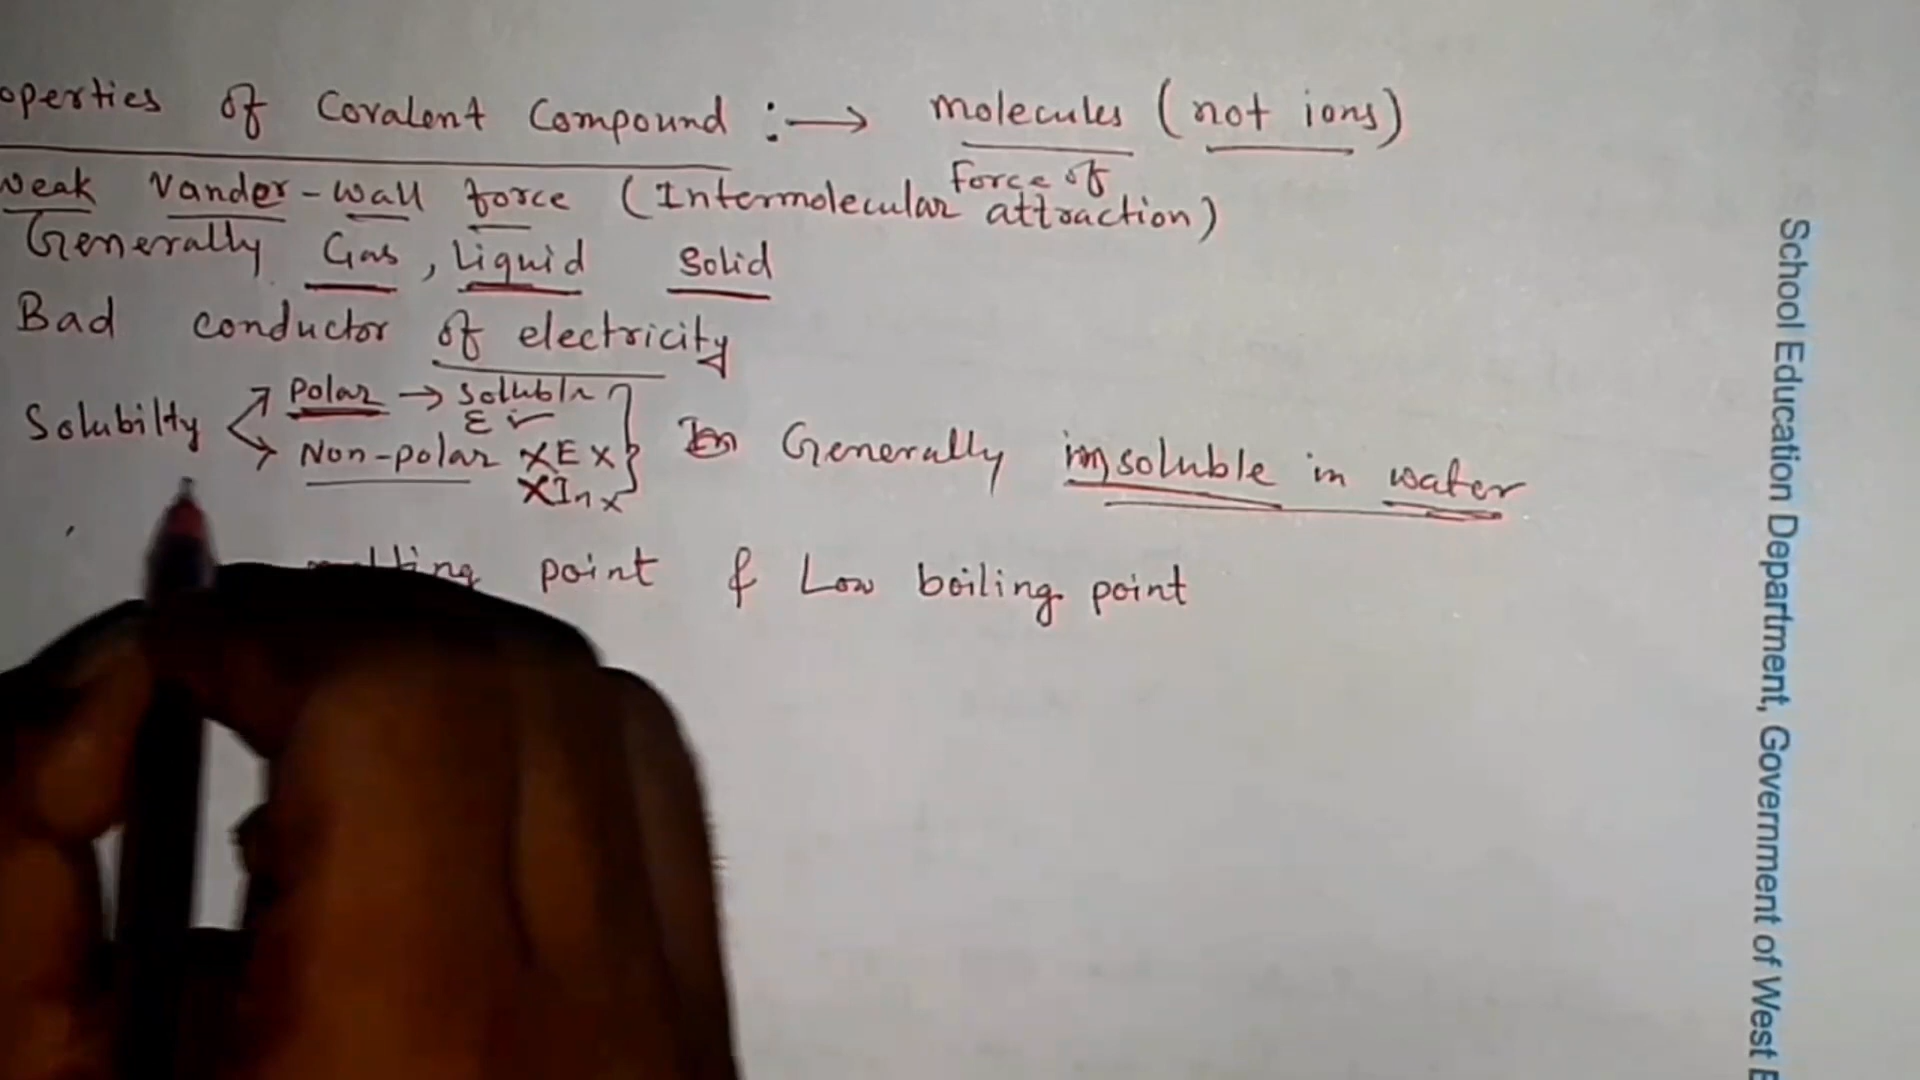 operties of Covalent Compound :→ molecules (not ions)
weak Vander-wall force (Intermolecular force of attraction)
Generally Gas, Liquid Solid
Bad conductor of electricity
Solubilty Polar → soluble
Non-polar XEX
XInx
Generally insoluble in water
point & Low boiling point
School Education Department, Government of West B